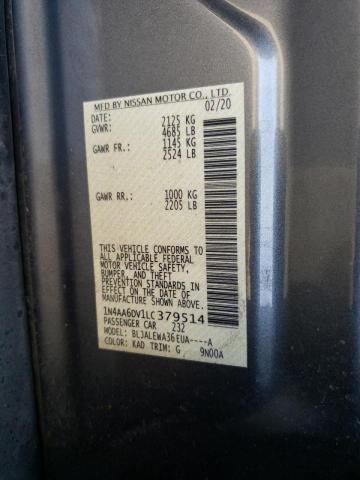 MFD BY NISSAN MOTOR CO., LTD.
DATE: 02/20
GVWR: 2125 KG
4685 LB
GAWR FR.: 1145 KG
2524 LB
GAWR RR.: 1000 KG
2205 LB
THIS VEHICLE CONFORMS TO
ALL APPLICABLE FEDERAL
MOTOR VEHICLE SAFETY,
BUMPER, AND THEFT
PREVENTION STANDARDS IN
EFFECT ON THE DATE OF
MANUFACTURE SHOWN ABOVE.
1N4AA6DV1LC379514
PASSENGER CAR 232
MODEL: BLJALEWA36EUA----A
COLOR: KAD TRIM: G 9N00A